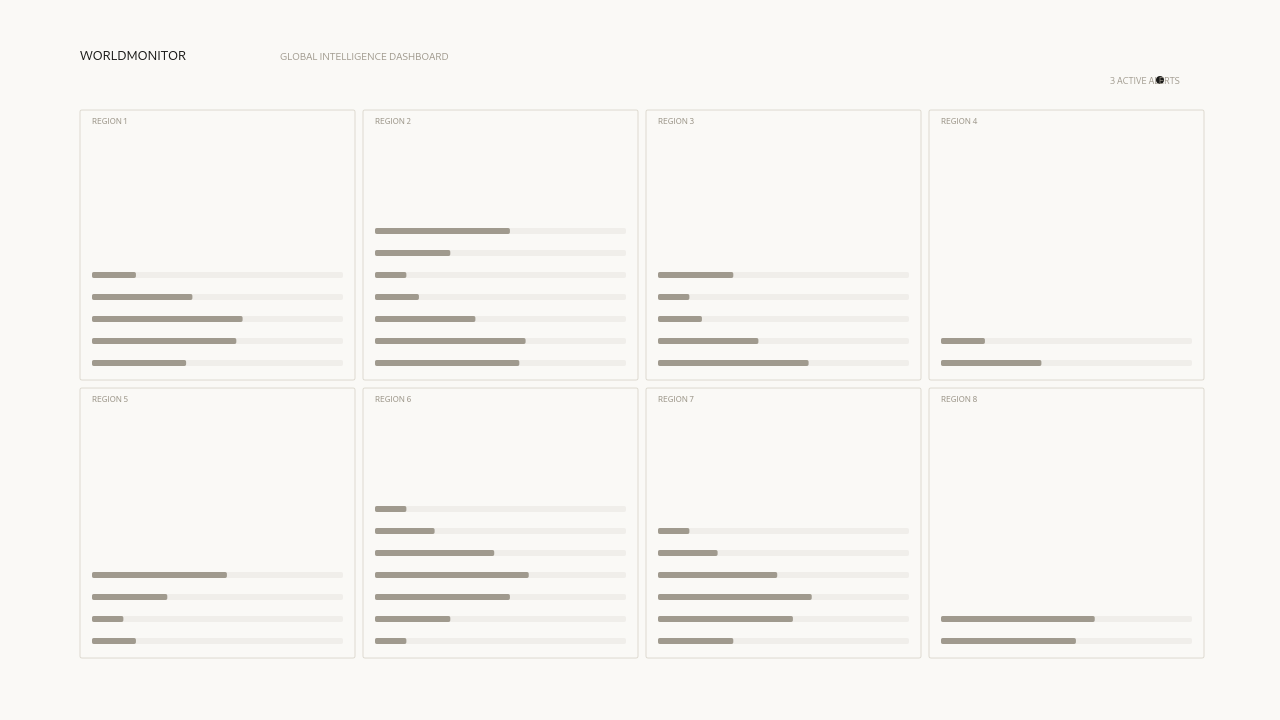 WORLDMONITOR
GLOBAL INTELLIGENCE DASHBOARD
3 ACTIVE ALERTS
REGION 1
REGION 2
REGION 3
REGION 4
REGION 5
REGION 6
REGION 7
REGION 8